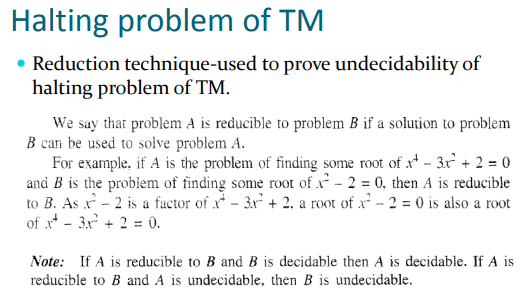 Halting problem of TM
• Reduction technique-used to prove undecidability of
halting problem of TM.
We say that problem A is reducible to problem B if a solution to problem
B can be used to solve problem A.
For example, if A is the problem of finding some root of x⁴ – 3x² + 2 = 0
and B is the problem of finding some root of x² – 2 = 0, then A is reducible
to B. As x² – 2 is a factor of x⁴ – 3x² + 2, a root of x² – 2 = 0 is also a root
of x⁴ – 3x² + 2 = 0.
Note: If A is reducible to B and B is decidable then A is decidable. If A is
reducible to B and A is undecidable, then B is undecidable.